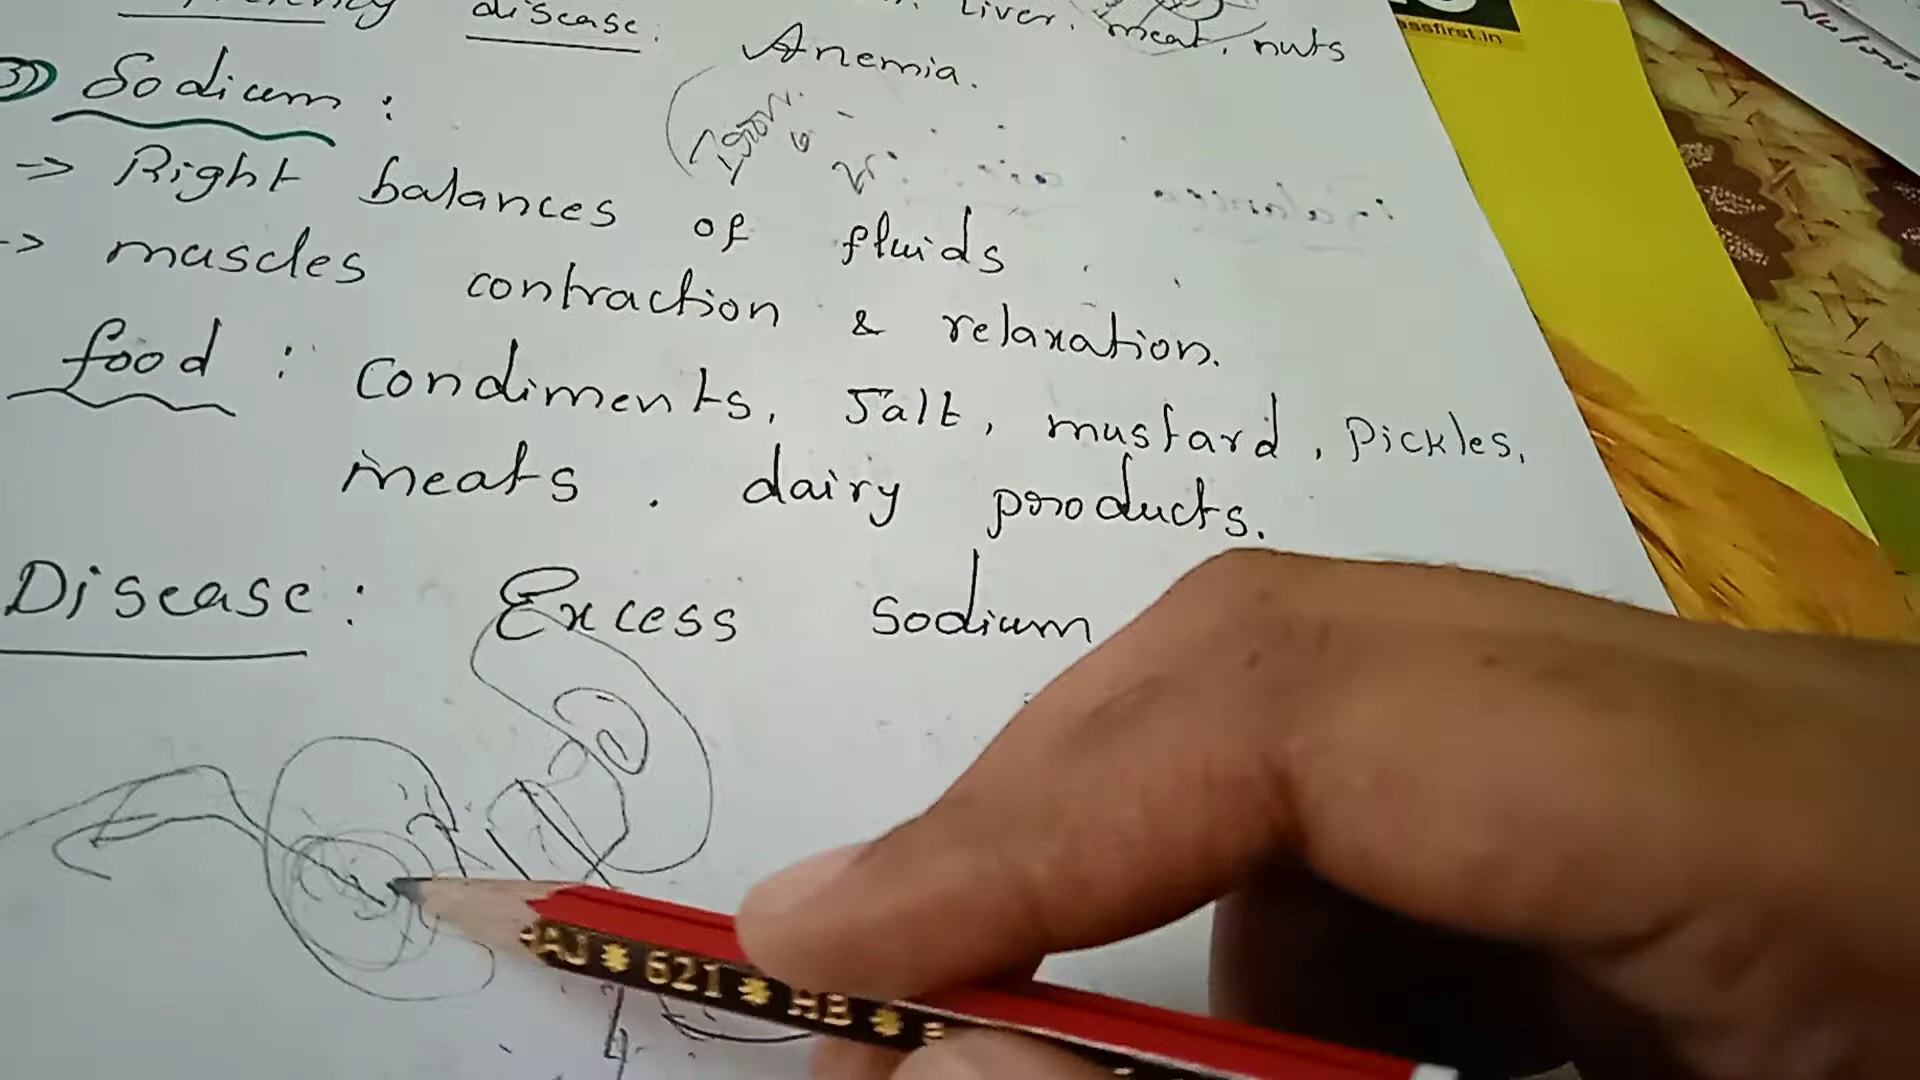 disease: Liver. meat, nuts
Anemia.
3) Sodium:
-> Right balances of fluids.
-> muscles contraction & relaxation.
food: Condiments, Salt, mustard, Pickles,
meats. dairy products.
Disease: Excess sodium
621 * HB *